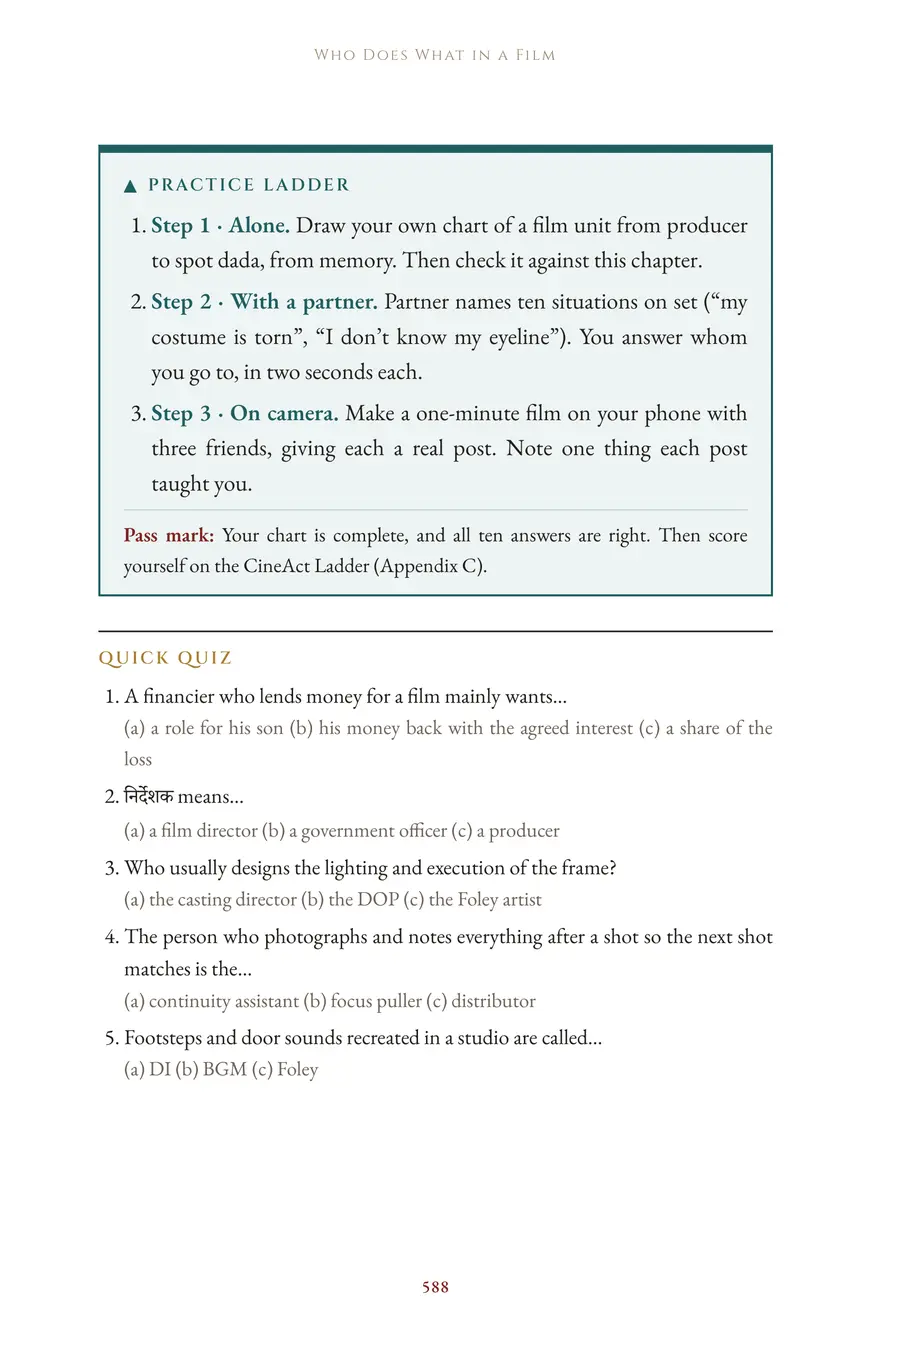 WHO DOES WHAT IN A FILM
▲ PRACTICE LADDER
1. Step 1 · Alone. Draw your own chart of a film unit from producer
to spot dada, from memory. Then check it against this chapter.
2. Step 2 · With a partner. Partner names ten situations on set (“my
costume is torn”, “I don’t know my eyeline”). You answer whom
you go to, in two seconds each.
3. Step 3 · On camera. Make a one-minute film on your phone with
three friends, giving each a real post. Note one thing each post
taught you.
Pass mark: Your chart is complete, and all ten answers are right. Then score
yourself on the CineAct Ladder (Appendix C).
QUICK QUIZ
1. A financier who lends money for a film mainly wants…
(a) a role for his son (b) his money back with the agreed interest (c) a share of the
loss
2. निर्देशक means…
(a) a film director (b) a government officer (c) a producer
3. Who usually designs the lighting and execution of the frame?
(a) the casting director (b) the DOP (c) the Foley artist
4. The person who photographs and notes everything after a shot so the next shot
matches is the…
(a) continuity assistant (b) focus puller (c) distributor
5. Footsteps and door sounds recreated in a studio are called…
(a) DI (b) BGM (c) Foley
588